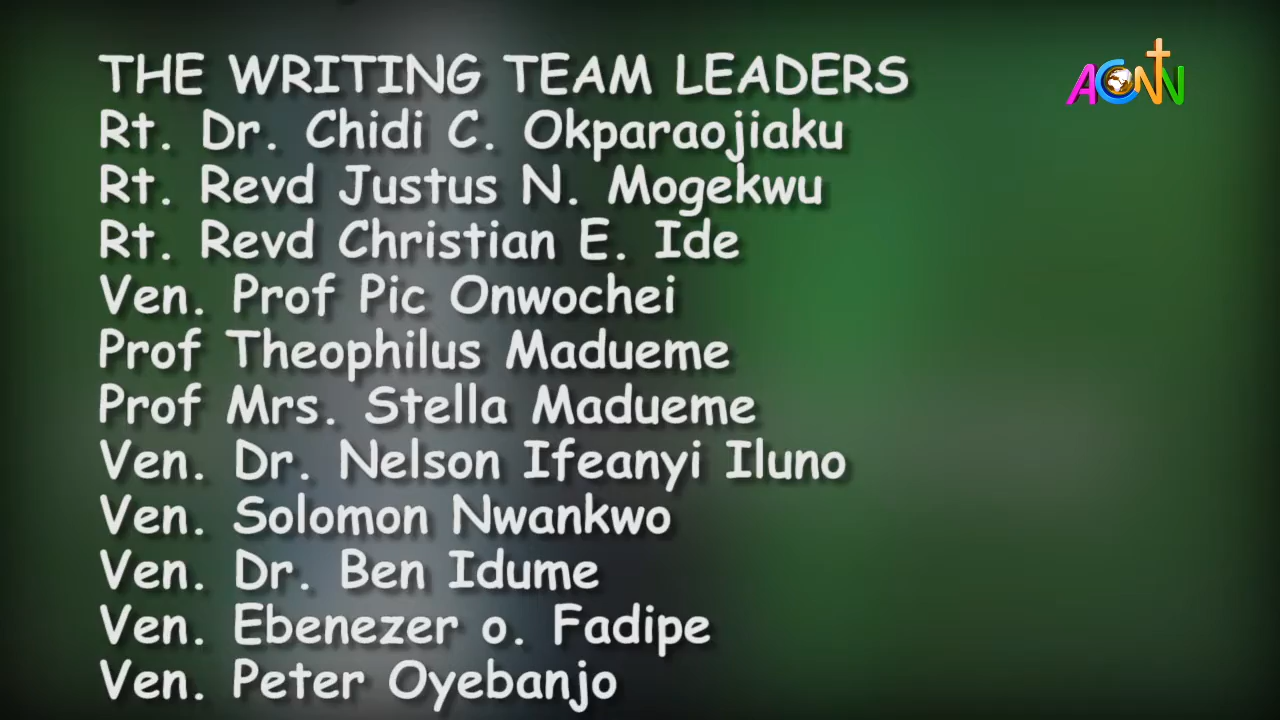 THE WRITING TEAM LEADERS
Rt. Dr. Chidi C. Okparaojiaku
Rt. Revd Justus N. Mogekwu
Rt. Revd Christian E. Ide
Ven. Prof Pic Onwochei
Prof Theophilus Madueme
Prof Mrs. Stella Madueme
Ven. Dr. Nelson Ifeanyi Iluno
Ven. Solomon Nwankwo
Ven. Dr. Ben Idume
Ven. Ebenezer o. Fadipe
Ven. Peter Oyebanjo
ACNN